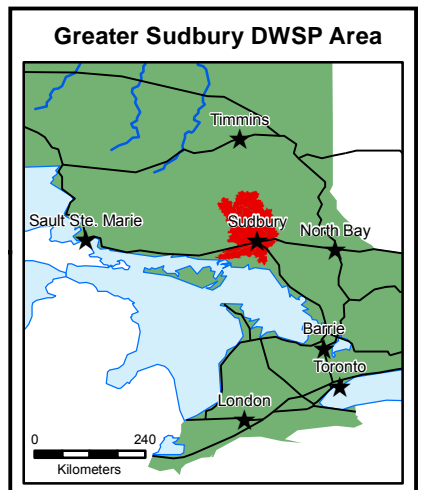 Greater Sudbury DWSP Area
Timmins
Sault Ste. Marie
Sudbury
North Bay
Barrie
Toronto
London
0 240
Kilometers